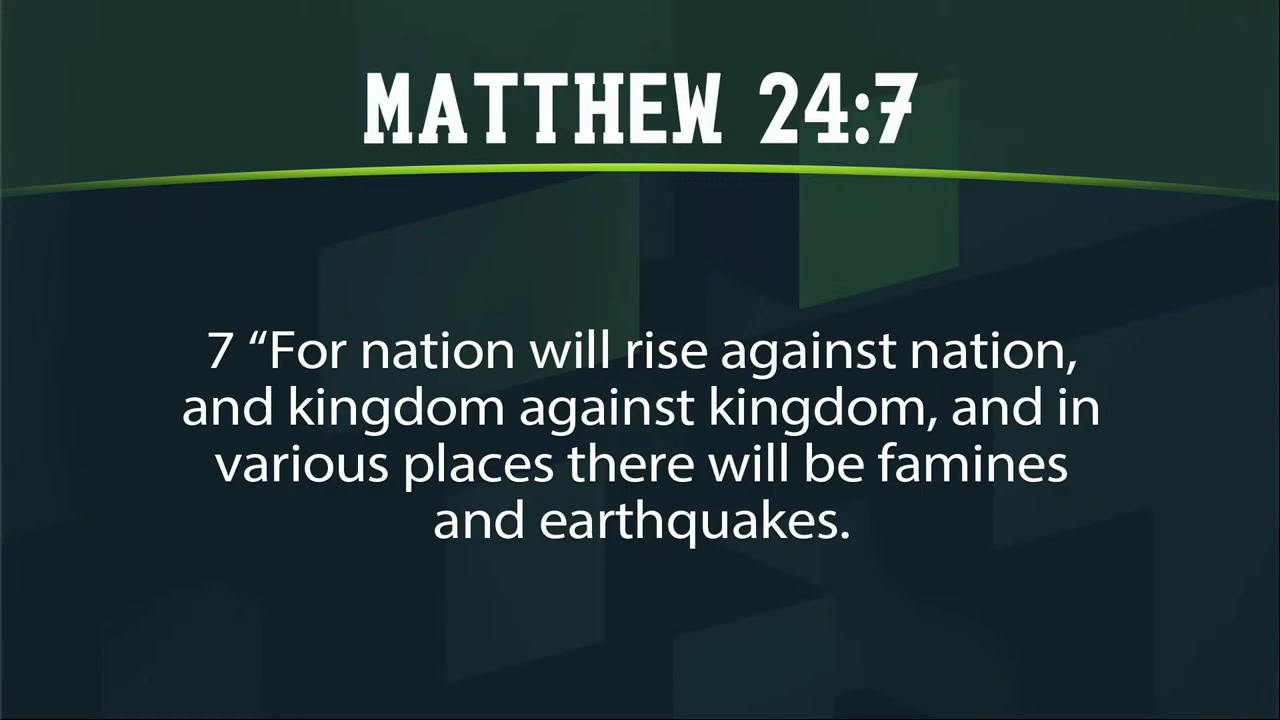 MATTHEW 24:7
7 “For nation will rise against nation,
and kingdom against kingdom, and in
various places there will be famines
and earthquakes.